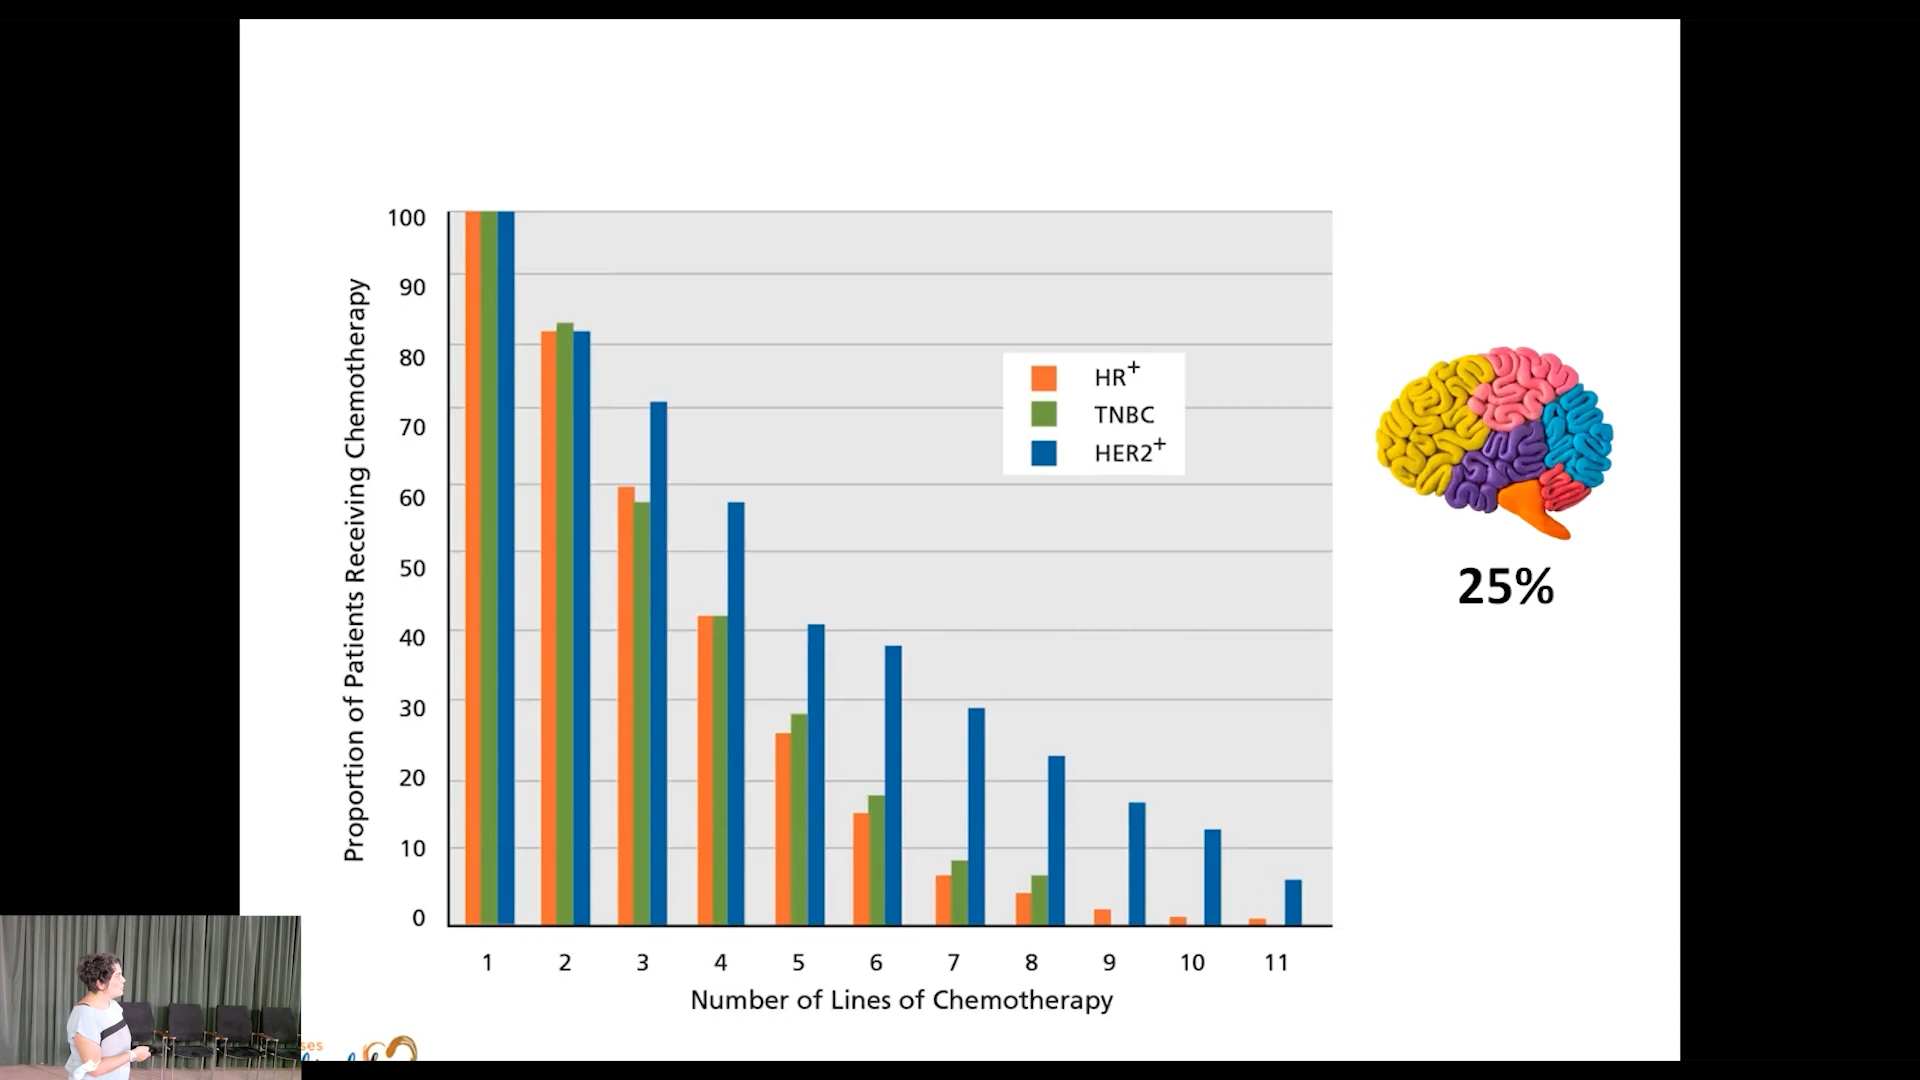 Proportion of Patients Receiving Chemotherapy
100
90
80
70
60
50
40
30
20
10
0
HR+
TNBC
HER2+
25%
1 2 3 4 5 6 7 8 9 10 11
Number of Lines of Chemotherapy
ses